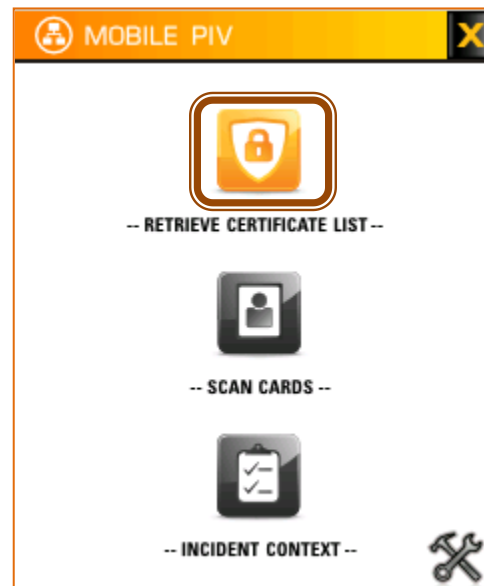 MOBILE PIV
X
-- RETRIEVE CERTIFICATE LIST --
-- SCAN CARDS --
-- INCIDENT CONTEXT --